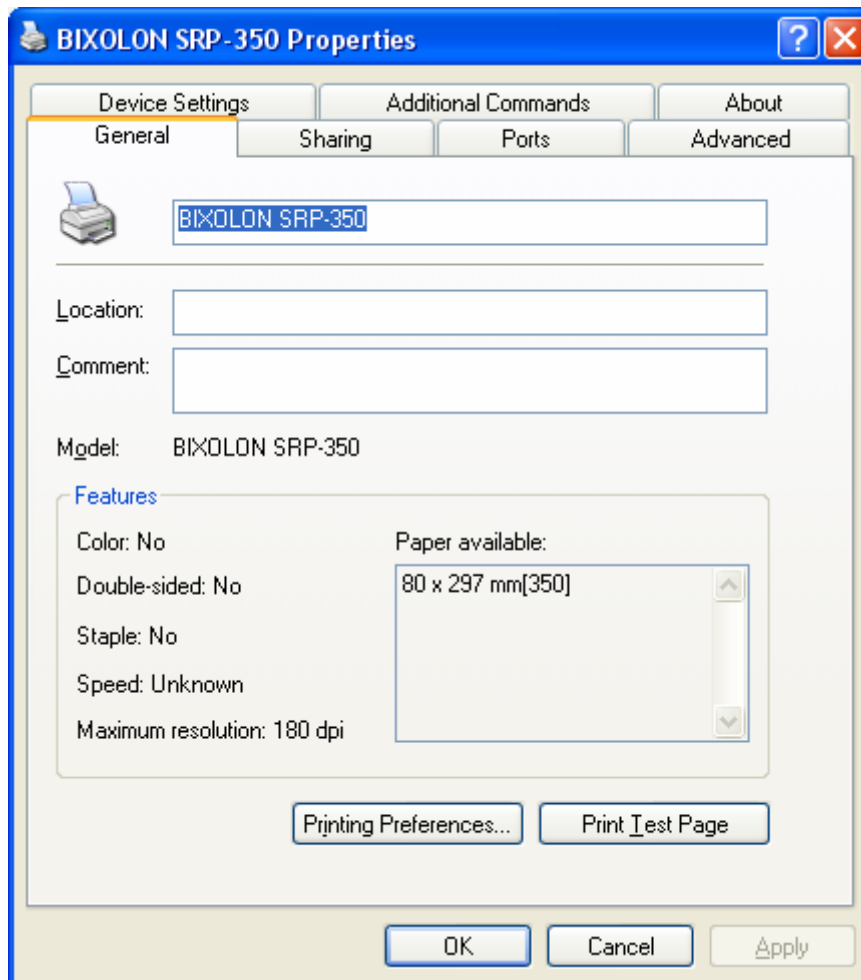 BIXOLON SRP-350 Properties
?
Device Settings Additional Commands About
General Sharing Ports Advanced
BIXOLON SRP-350
Location:
Comment:
Model: BIXOLON SRP-350
Features
Color: No Paper available:
Double-sided: No 80 x 297 mm[350]
Staple: No
Speed: Unknown
Maximum resolution: 180 dpi
Printing Preferences... Print Test Page
OK Cancel Apply